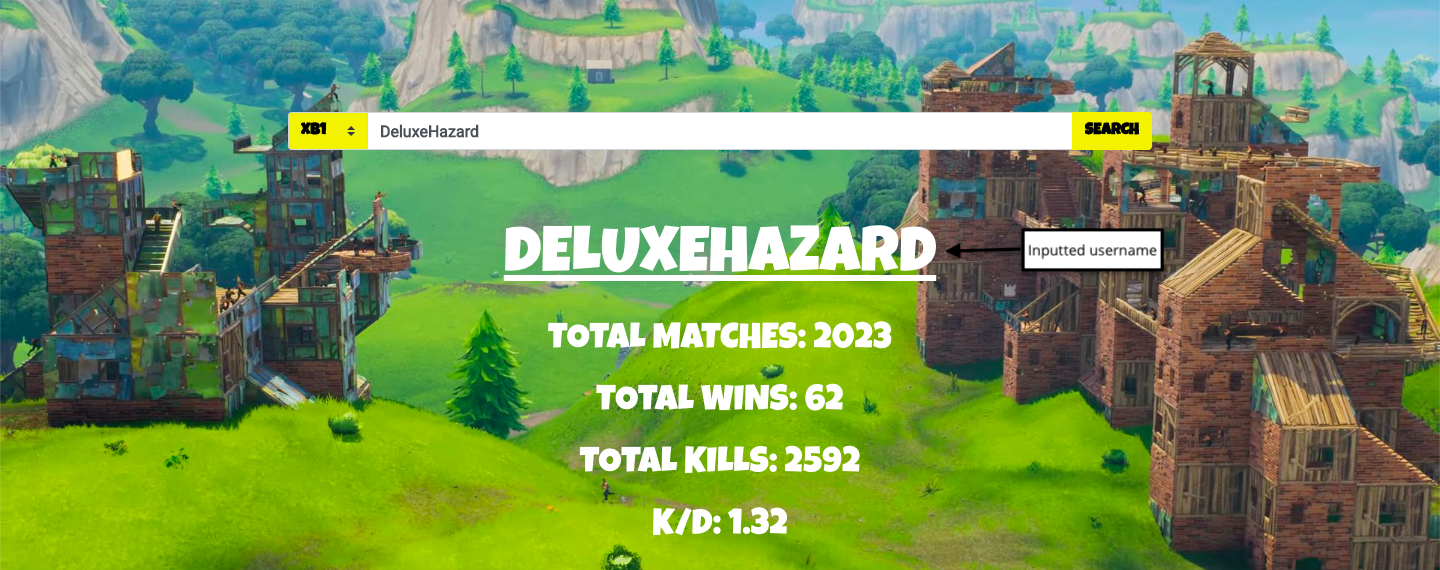 XB1
DeluxeHazard
SEARCH
DELUXEHAZARD
Inputted username
TOTAL MATCHES: 2023
TOTAL WINS: 62
TOTAL KILLS: 2592
K/D: 1.32